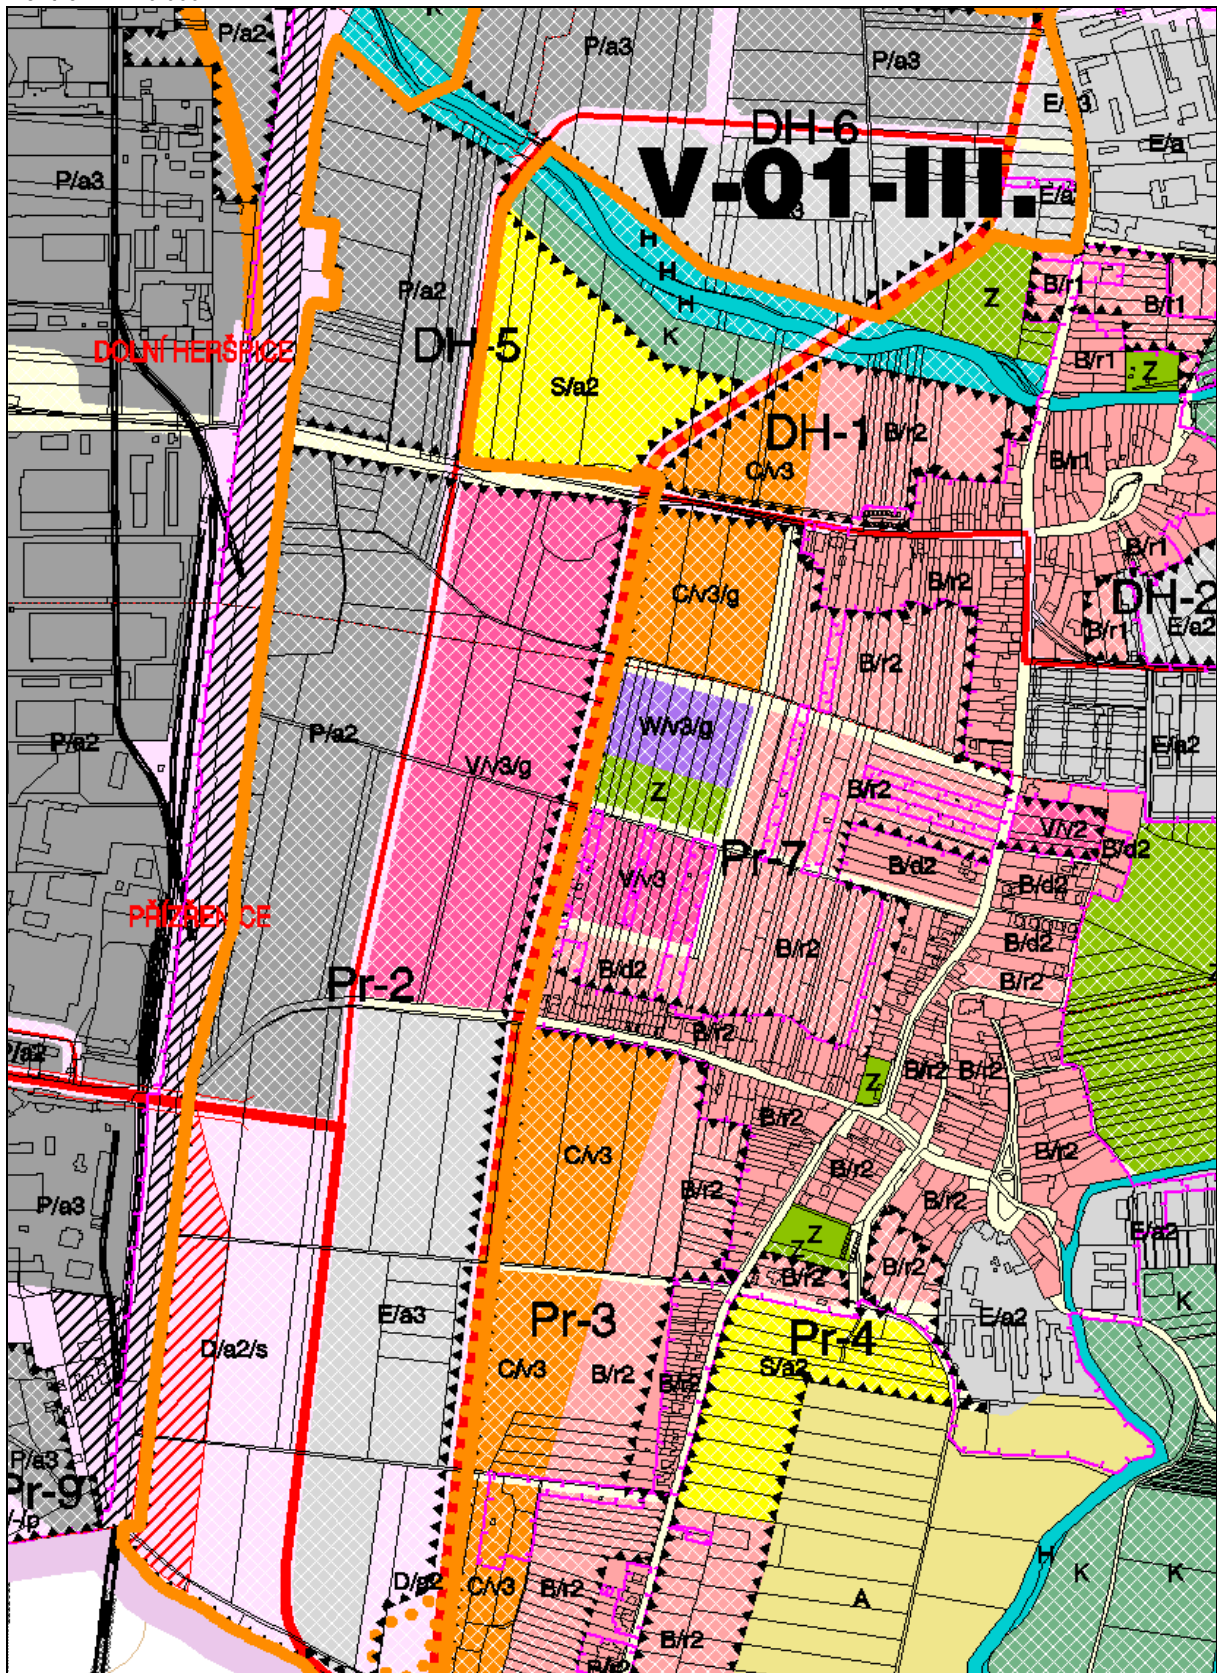 P/a2
P/a3
P/a3
E/a
DH-6
V-01-III.
P/a3
E/a
H
H
H
Z
B/r1
B/r1
P/a2
DH-5
K
DOLNÍ HERŠPICE
B/r1
Z
S/a2
DH-1
B/r2
C/v3
B/r1
B/r1
C/v3/g
B/r2
DH-2
B/r1
E/a2
B/r2
W/v3/g
P/a2
P/a2
V/v3/g
E/a2
Z
B/r2
V/v2
B/d2
Pr-7
B/d2
V/v3
B/d2
PŘÍZŘENICE
B/r2
B/d2
B/d2
B/r2
Pr-2
B/r2
P/a2
Z
B/r2
B/r2
B/r2
C/v3
B/r2
B/r2
P/a3
B/r2
B/r2
Z
Z
E/a2
B/r2
B/r2
K
E/a3
Pr-3
E/a2
D/a2/s
Pr-4
C/v3
B/r2
B/r2
S/a2
P/a3
Pr-9
H
K
K
D/a2
C/v3
B/r2
A
B/r2
B/r2